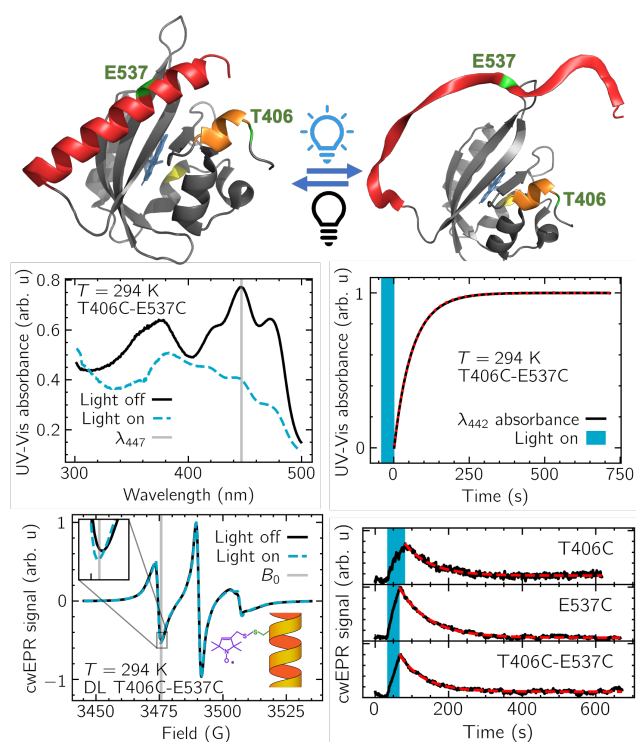 E537
T406
E537
T406
UV-Vis absorbance (arb. u)
0.8
0.6
0.4
0.2
T = 294 K
T406C-E537C
Light off
Light on
λ447
300
400
500
Wavelength (nm)
UV-Vis absorbance (arb. u)
1
0
T = 294 K
T406C-E537C
λ442 absorbance
Light on
0
250
500
750
Time (s)
cwEPR signal (arb. u)
1
0
−1
Light off
Light on
B0
N
O
S
S
T = 294 K
DL T406C-E537C
3450
3475
3500
3525
Field (G)
cwEPR signal (arb. u)
T406C
E537C
T406C-E537C
0
200
400
600
Time (s)